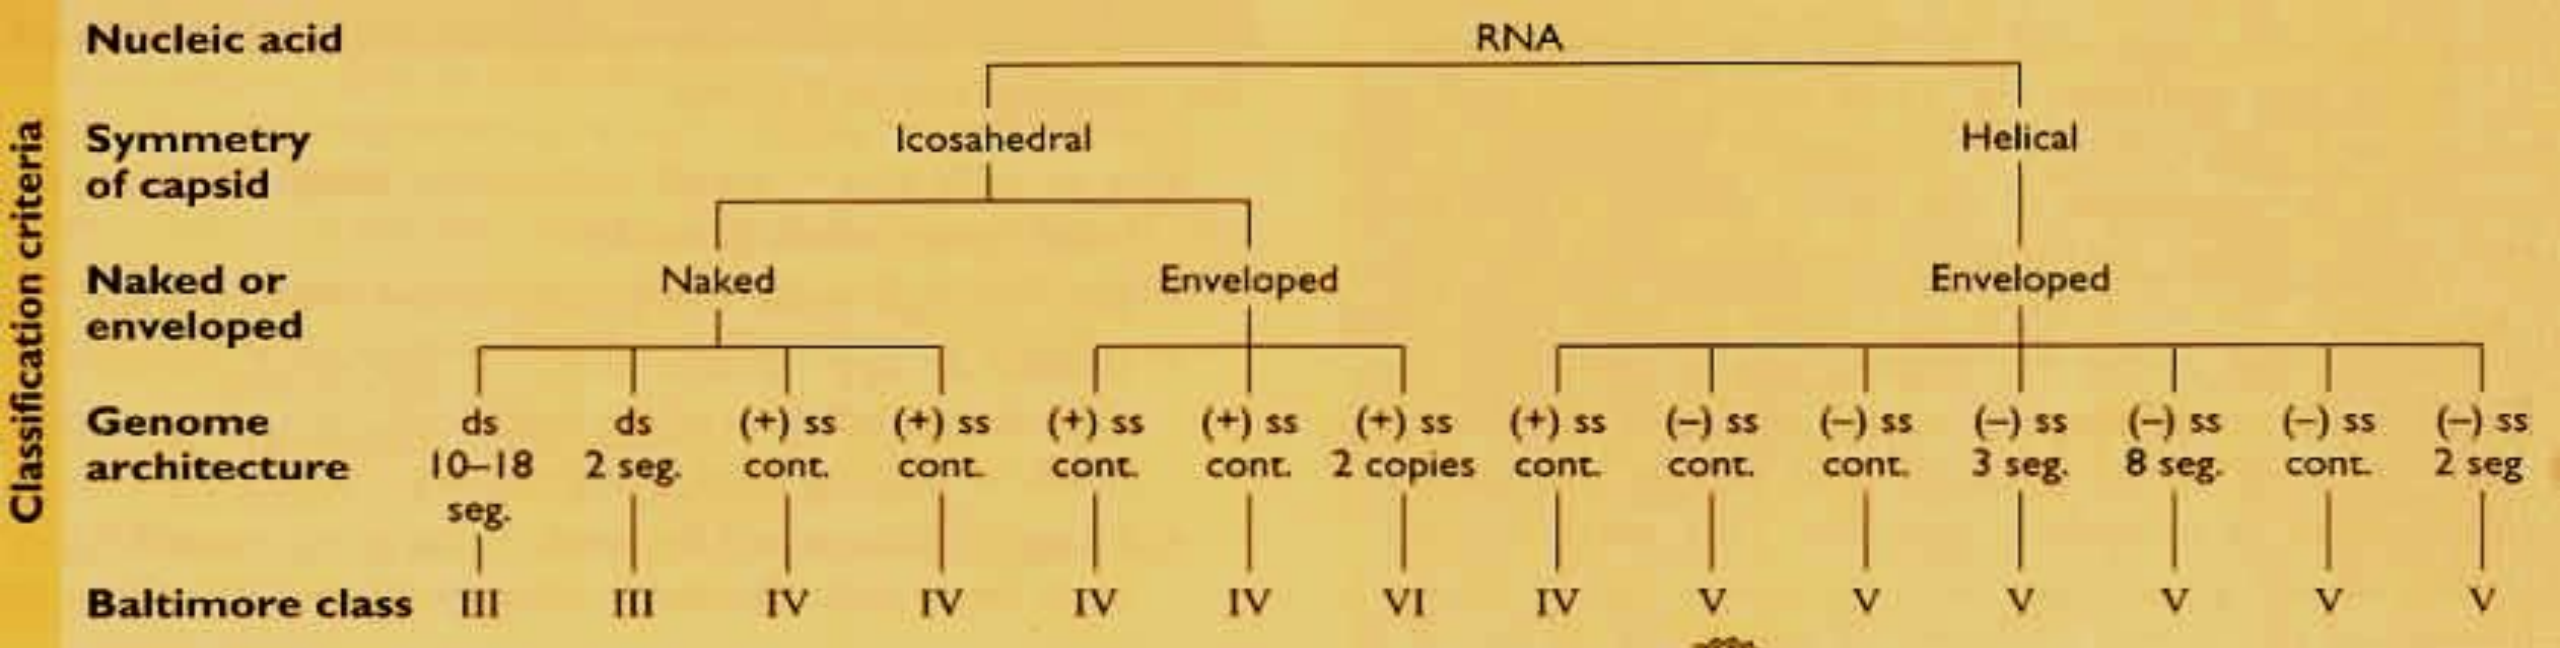 Classification criteria
Nucleic acid
RNA
Symmetry
of capsid
Icosahedral
Helical
Naked or
enveloped
Naked
Enveloped
Enveloped
Genome
architecture
ds
10–18
seg.
ds
2 seg.
(+) ss
cont.
(+) ss
cont.
(+) ss
cont.
(+) ss
cont.
(+) ss
2 copies
(+) ss
cont.
(–) ss
cont.
(–) ss
cont.
(–) ss
3 seg.
(–) ss
8 seg.
(–) ss
cont.
(–) ss
2 seg
Baltimore class
III
III
IV
IV
IV
IV
VI
IV
V
V
V
V
V
V